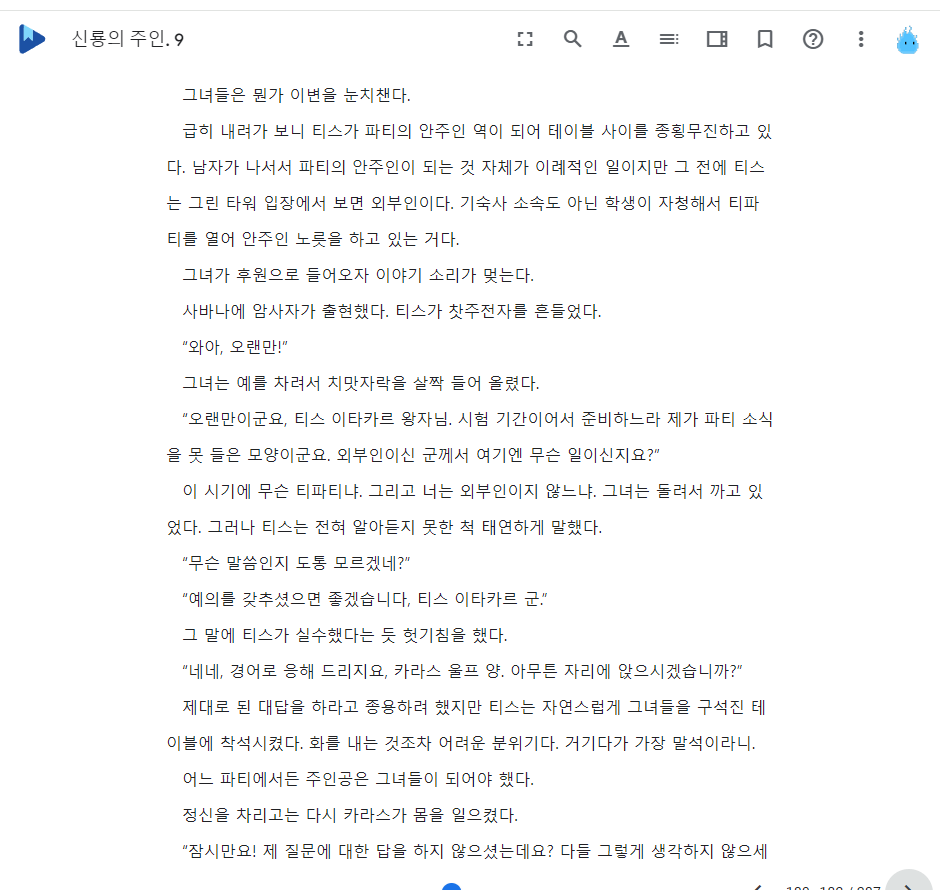 신룡의 주인. 9
그녀들은 뭔가 이변을 눈치챈다.
급히 내려가 보니 티스가 파티의 안주인 역이 되어 테이블 사이를 종횡무진하고 있
다. 남자가 나서서 파티의 안주인이 되는 것 자체가 이례적인 일이지만 그 전에 티스
는 그린 타워 입장에서 보면 외부인이다. 기숙사 소속도 아닌 학생이 자청해서 티파
티를 열어 안주인 노릇을 하고 있는 거다.
그녀가 후원으로 들어오자 이야기 소리가 멎는다.
사바나에 암사자가 출현했다. 티스가 찻주전자를 흔들었다.
“와아, 오랜만!”
그녀는 예를 차려서 치맛자락을 살짝 들어 올렸다.
“오랜만이군요, 티스 이타카르 왕자님. 시험 기간이어서 준비하느라 제가 파티 소식
을 못 들은 모양이군요. 외부인이신 군께서 여기엔 무슨 일이신지요?”
이 시기에 무슨 티파티냐. 그리고 너는 외부인이지 않느냐. 그녀는 돌려서 까고 있
었다. 그러나 티스는 전혀 알아듣지 못한 척 태연하게 말했다.
“무슨 말씀인지 도통 모르겠네?”
“예의를 갖추셨으면 좋겠습니다, 티스 이타카르 군.”
그 말에 티스가 실수했다는 듯 헛기침을 했다.
“네네, 경어로 응해 드리지요, 카라스 울프 양. 아무튼 자리에 앉으시겠습니까?”
제대로 된 대답을 하라고 종용하려 했지만 티스는 자연스럽게 그녀들을 구석진 테
이블에 착석시켰다. 화를 내는 것조차 어려운 분위기다. 거기다가 가장 말석이라니.
어느 파티에서든 주인공은 그녀들이 되어야 했다.
정신을 차리고는 다시 카라스가 몸을 일으켰다.
“잠시만요! 제 질문에 대한 답을 하지 않으셨는데요? 다들 그렇게 생각하지 않으세